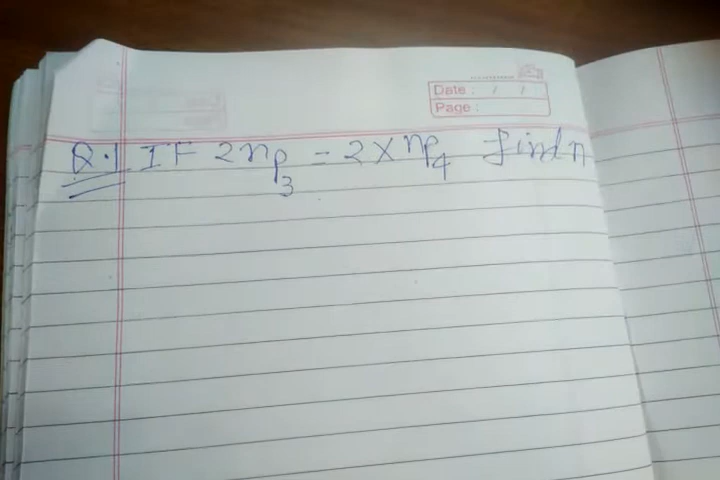 Date : / /
Page :
Q.1 IF 2np3 = 2 X np4 find n